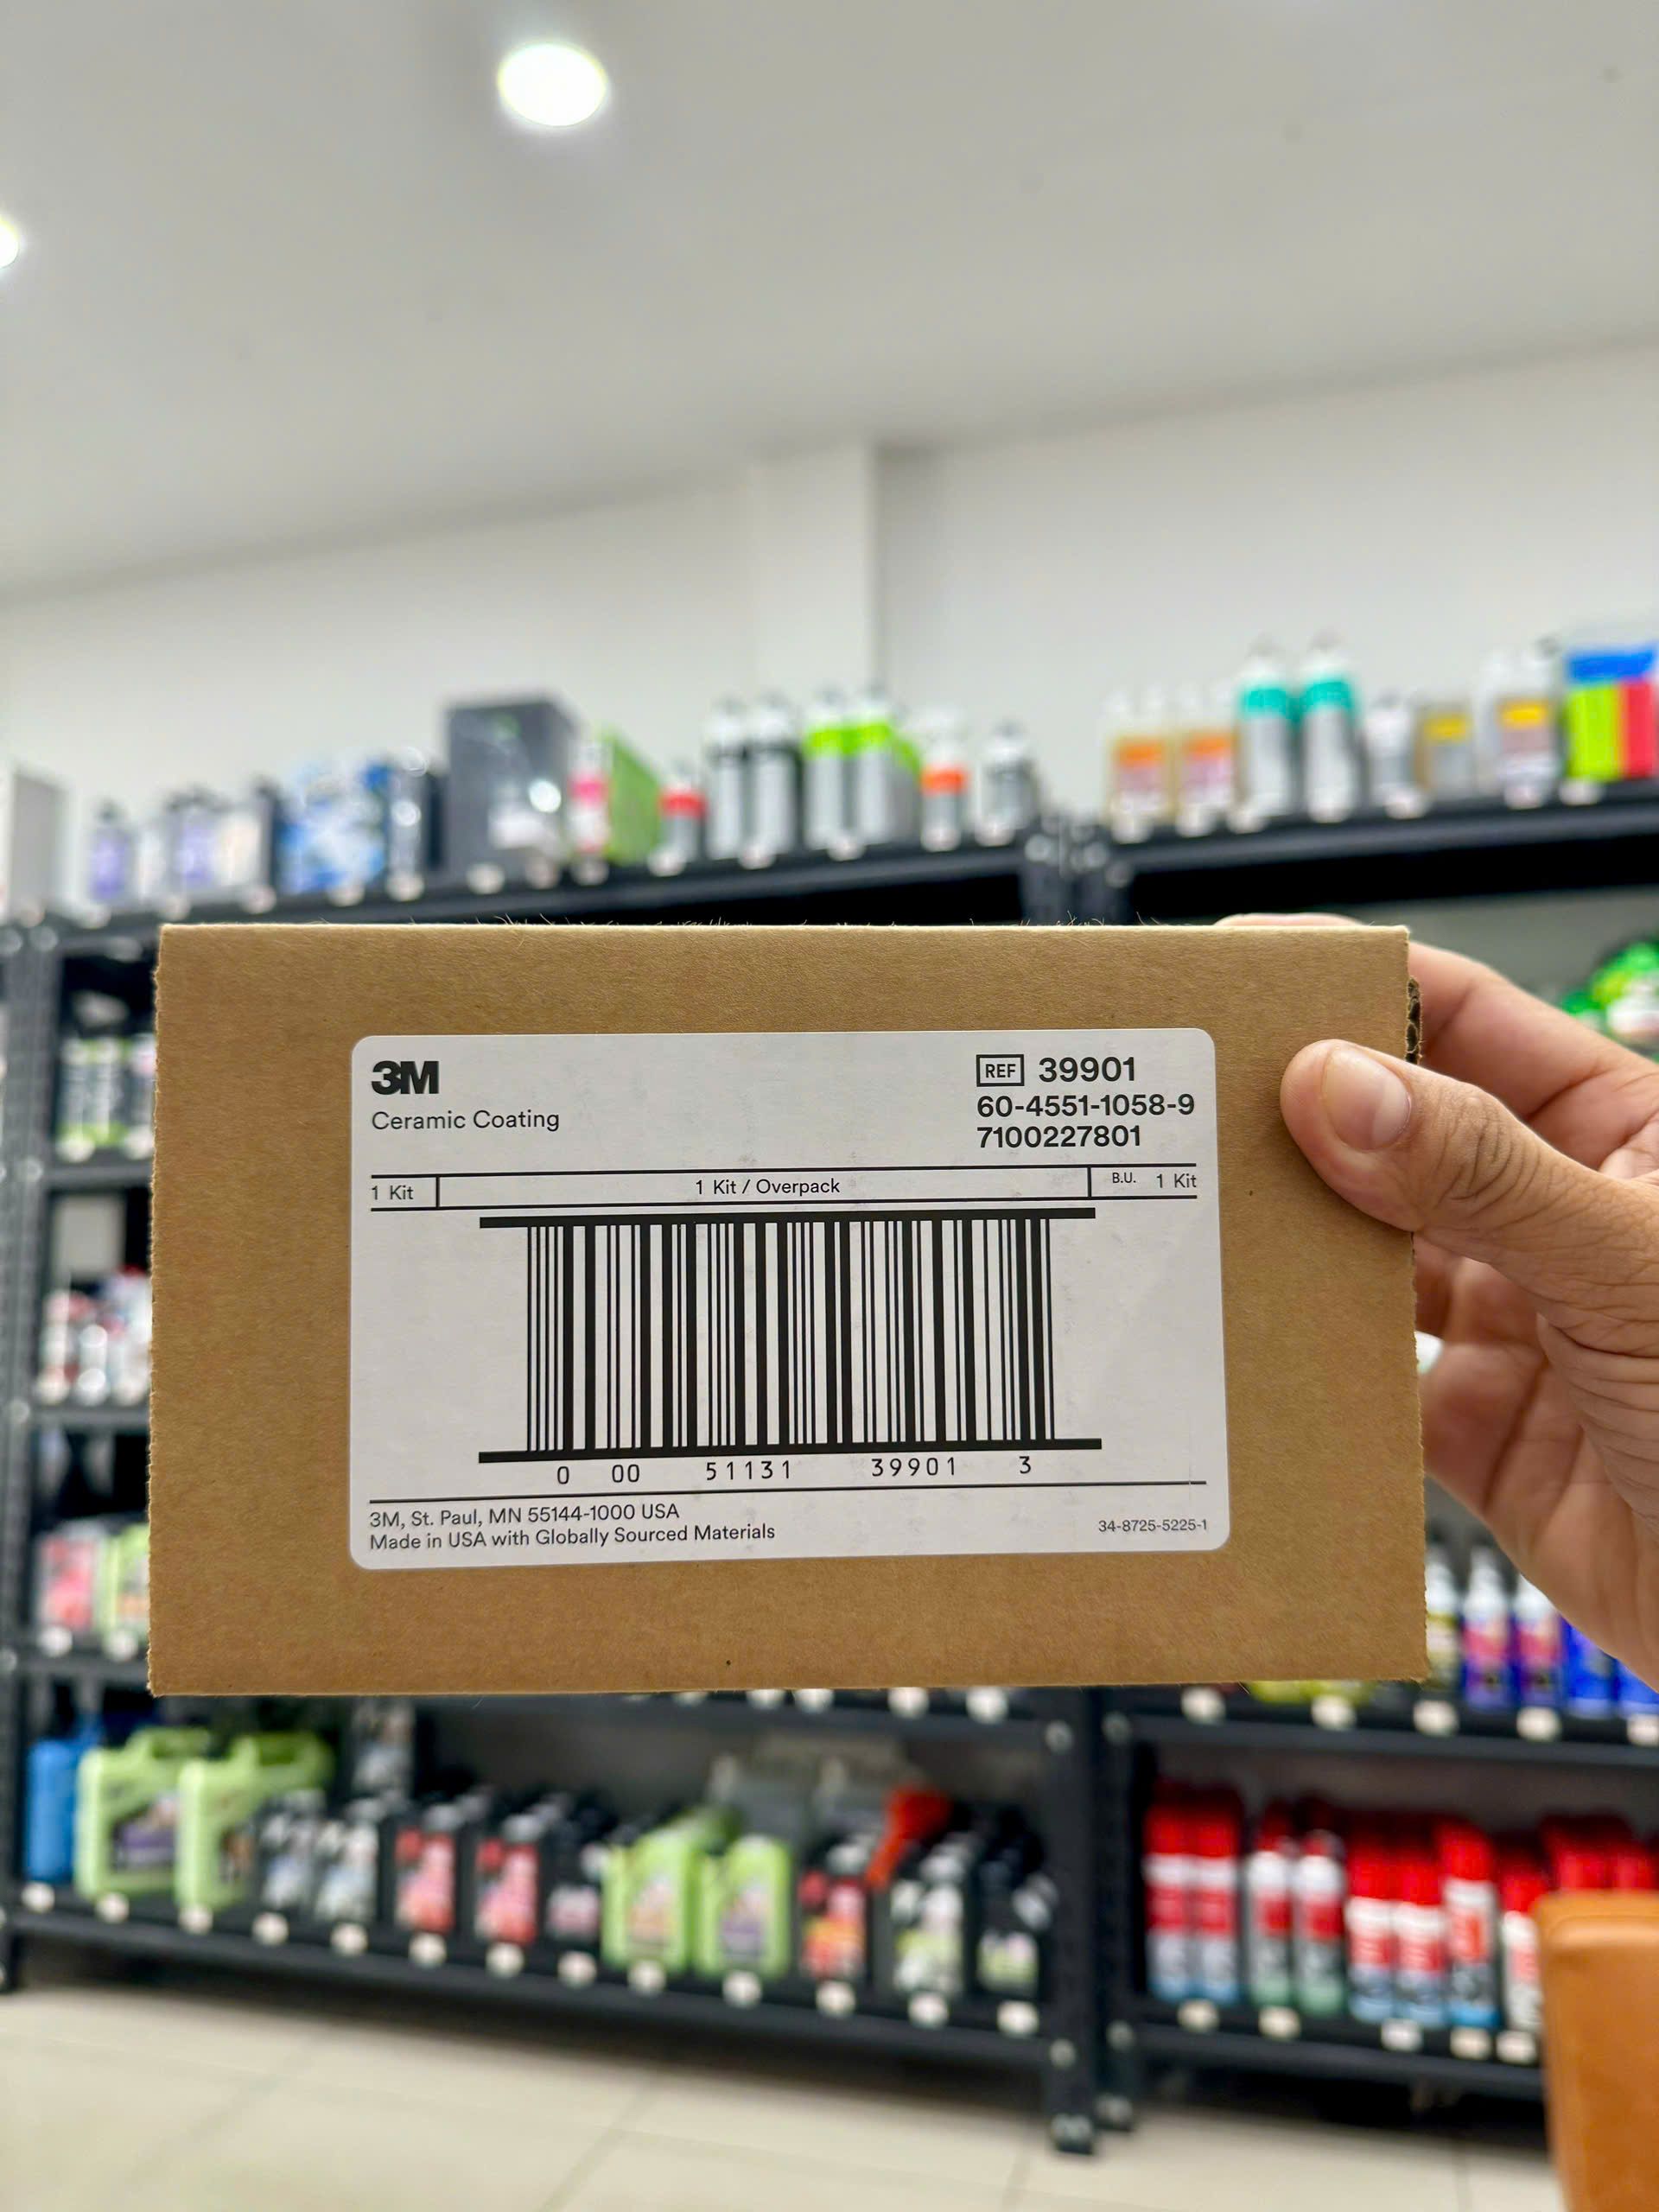 3M
Ceramic Coating
REF 39901
60-4551-1058-9
7100227801
1 Kit
1 Kit / Overpack
B.U. 1 Kit
0 00 51131 39901 3
3M, St. Paul, MN 55144-1000 USA
Made in USA with Globally Sourced Materials
34-8725-5225-1